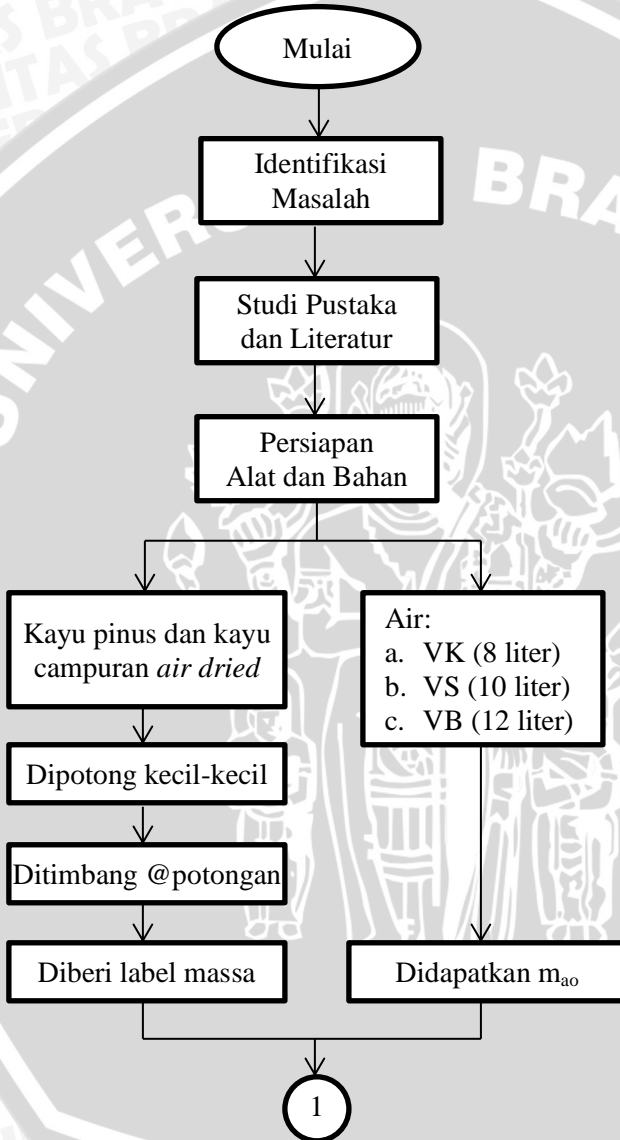 Mulai
Identifikasi
Masalah
Studi Pustaka
dan Literatur
Persiapan
Alat dan Bahan
Kayu pinus dan kayu
campuran air dried
Dipotong kecil-kecil
Ditimbang @potongan
Diberi label massa
Air:
a. VK (8 liter)
b. VS (10 liter)
c. VB (12 liter)
Didapatkan mao
1
UNIVER
BRA